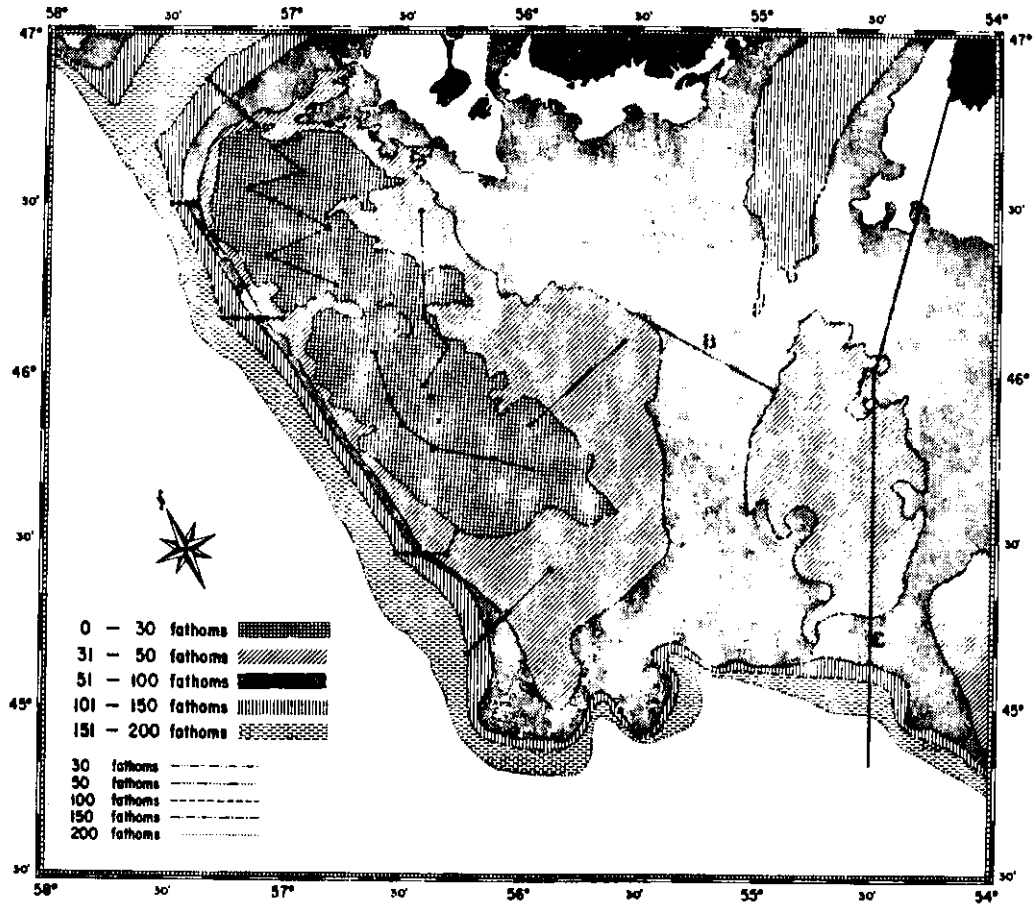 58° 30' 57° 30' 56° 30' 55° 30' 54°
47° 47°
30' 30'
B
46° 46°
30' 30'
0 – 30 fathoms
31 – 50 fathoms
51 – 100 fathoms
101 – 150 fathoms
151 – 200 fathoms
45° 45°
30 fathoms
50 fathoms
100 fathoms
150 fathoms
200 fathoms
30' 30'
58° 30' 57° 30' 56° 30' 55° 30' 54°